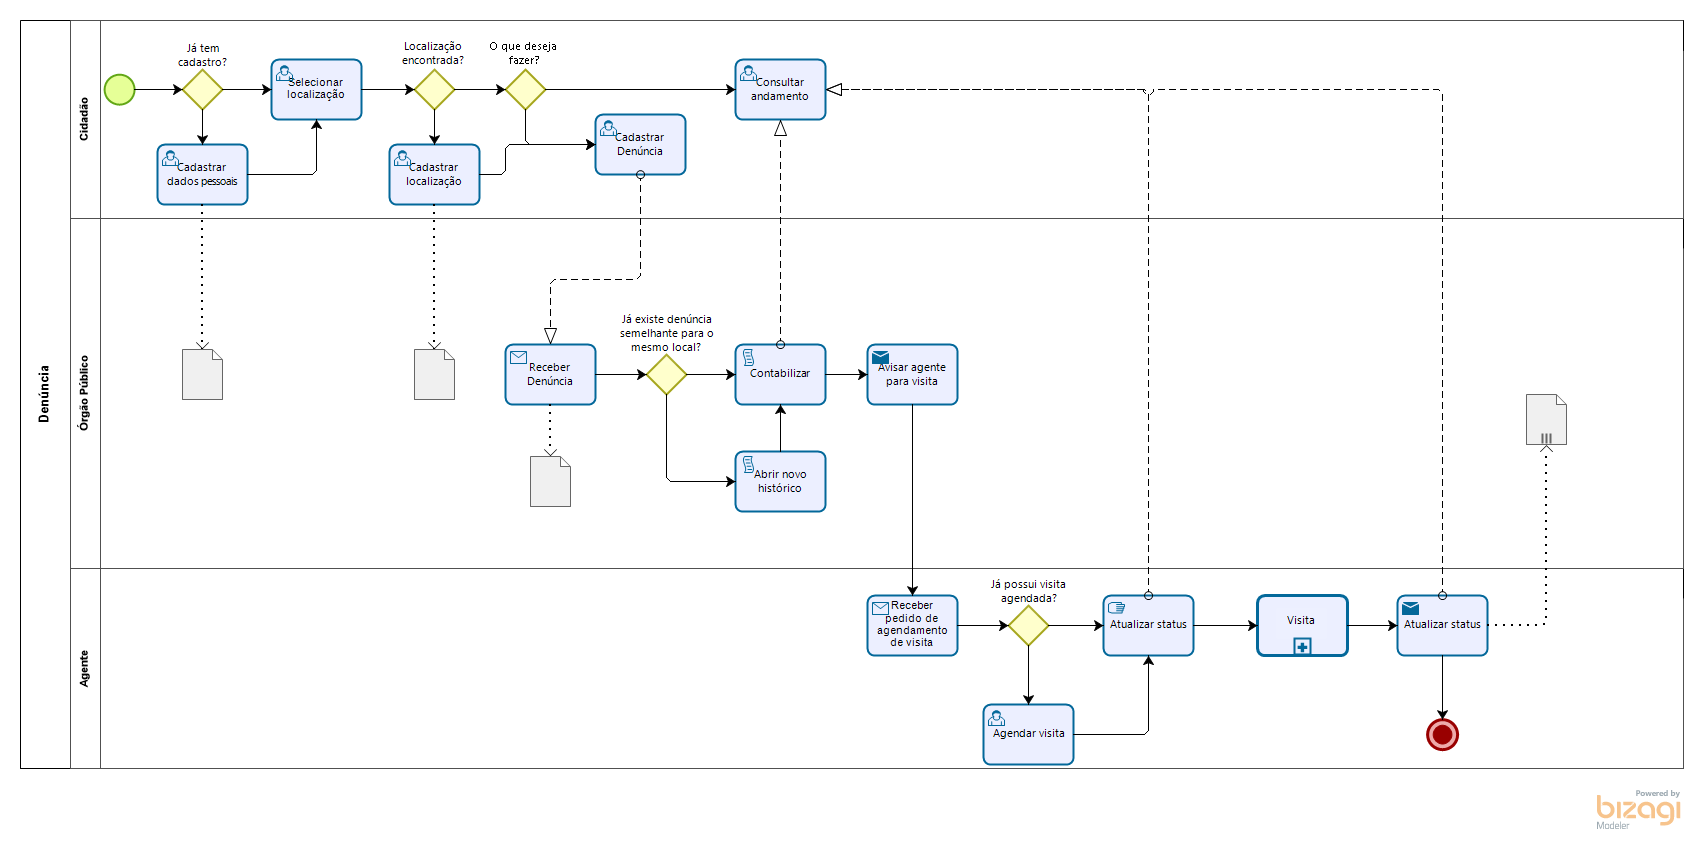 Denúncia
Cidadão
Já tem
cadastro?
Selecionar
localização
Localização
encontrada?
O que deseja
fazer?
Consultar
andamento
Cadastrar
dados pessoais
Cadastrar
localização
Cadastrar
Denúncia
Órgão Público
Já existe denúncia
semelhante para o
mesmo local?
Receber
Denúncia
Contabilizar
Avisar agente
para visita
Abrir novo
histórico
Agente
Receber
pedido de
agendamento
de visita
Já possui visita
agendada?
Atualizar status
Visita
Atualizar status
Agendar visita
Powered by
bizagi
Modeler